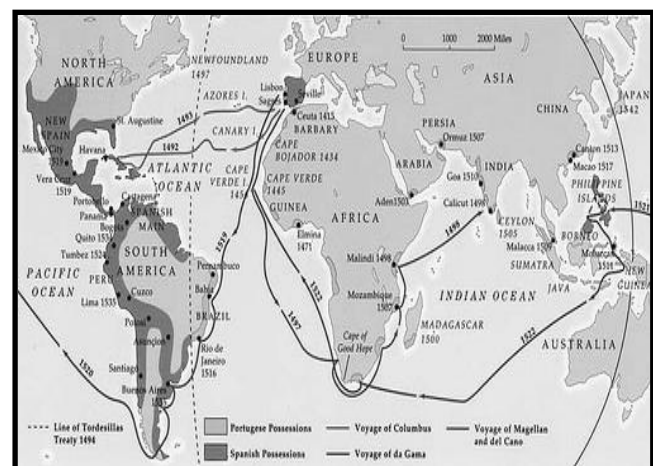 0 1000 2000 Miles
NORTH
AMERICA
NEWFOUNDLAND
1497
EUROPE
ASIA
JAPAN
1542
CHINA
AZORES I.
Lisbon
Sagres
Seville
Ceuta 1415
BARBARY
PERSIA
Ormuz 1507
Canton 1513
Macao 1517
NEW
SPAIN
St. Augustine
1493
Mexico City
Havana
CANARY I.
1492
CAPE
BOJADOR 1434
ARABIA
INDIA
Goa 1510
PHILIPPINE
ISLANDS
1521
Vera Cruz
1519
ATLANTIC
OCEAN
CAPE
VERDE I.
CAPE VERDE
1445
Aden
Calicut 1498
CEYLON
1505
Portobello
Panama
Cartagena
SPANISH
MAIN
Bogota
GUINEA
AFRICA
Elmina
1471
1498
Malacca 1509
BORNEO
Quito 1534
Tumbez
SOUTH
AMERICA
1519
Malindi 1498
SUMATRA
JAVA
NEW
GUINEA
PACIFIC
OCEAN
PERU
Pernambuco
1522
INDIAN OCEAN
Lima 1535
Cuzco
Bahia
BRAZIL
1497
Mozambique
MADAGASCAR
1500
1522
AUSTRALIA
Potosi
Cape of
Good Hope
Asuncion
Rio de
Janeiro
1516
Santiago
Buenos Aires
1520
Line of Tordesillas
Treaty 1494
Portugese Possessions
Spanish Possessions
Voyage of Columbus
Voyage of da Gama
Voyage of Magellan
and del Cano